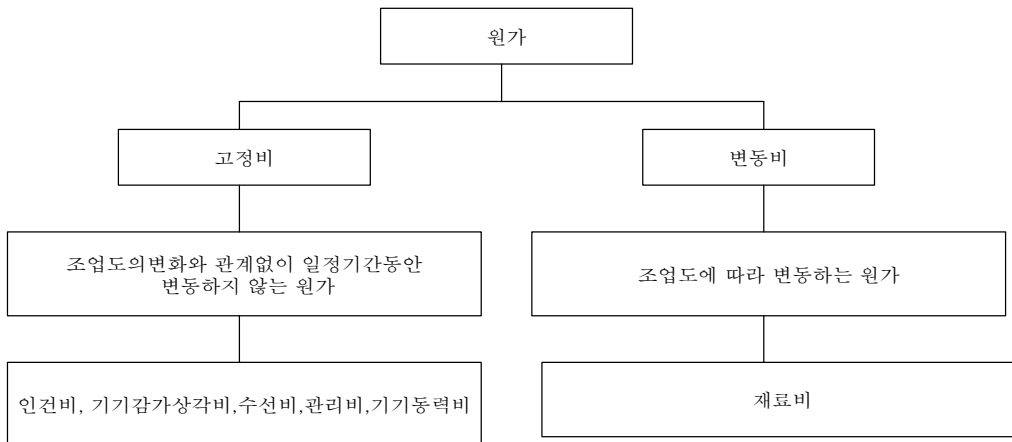 원가
고정비
변동비
조업도의변화와 관계없이 일정기간동안
변동하지 않는 원가
조업도에 따라 변동하는 원가
인건비, 기기감가상각비,수선비,관리비,기기동력비
재료비